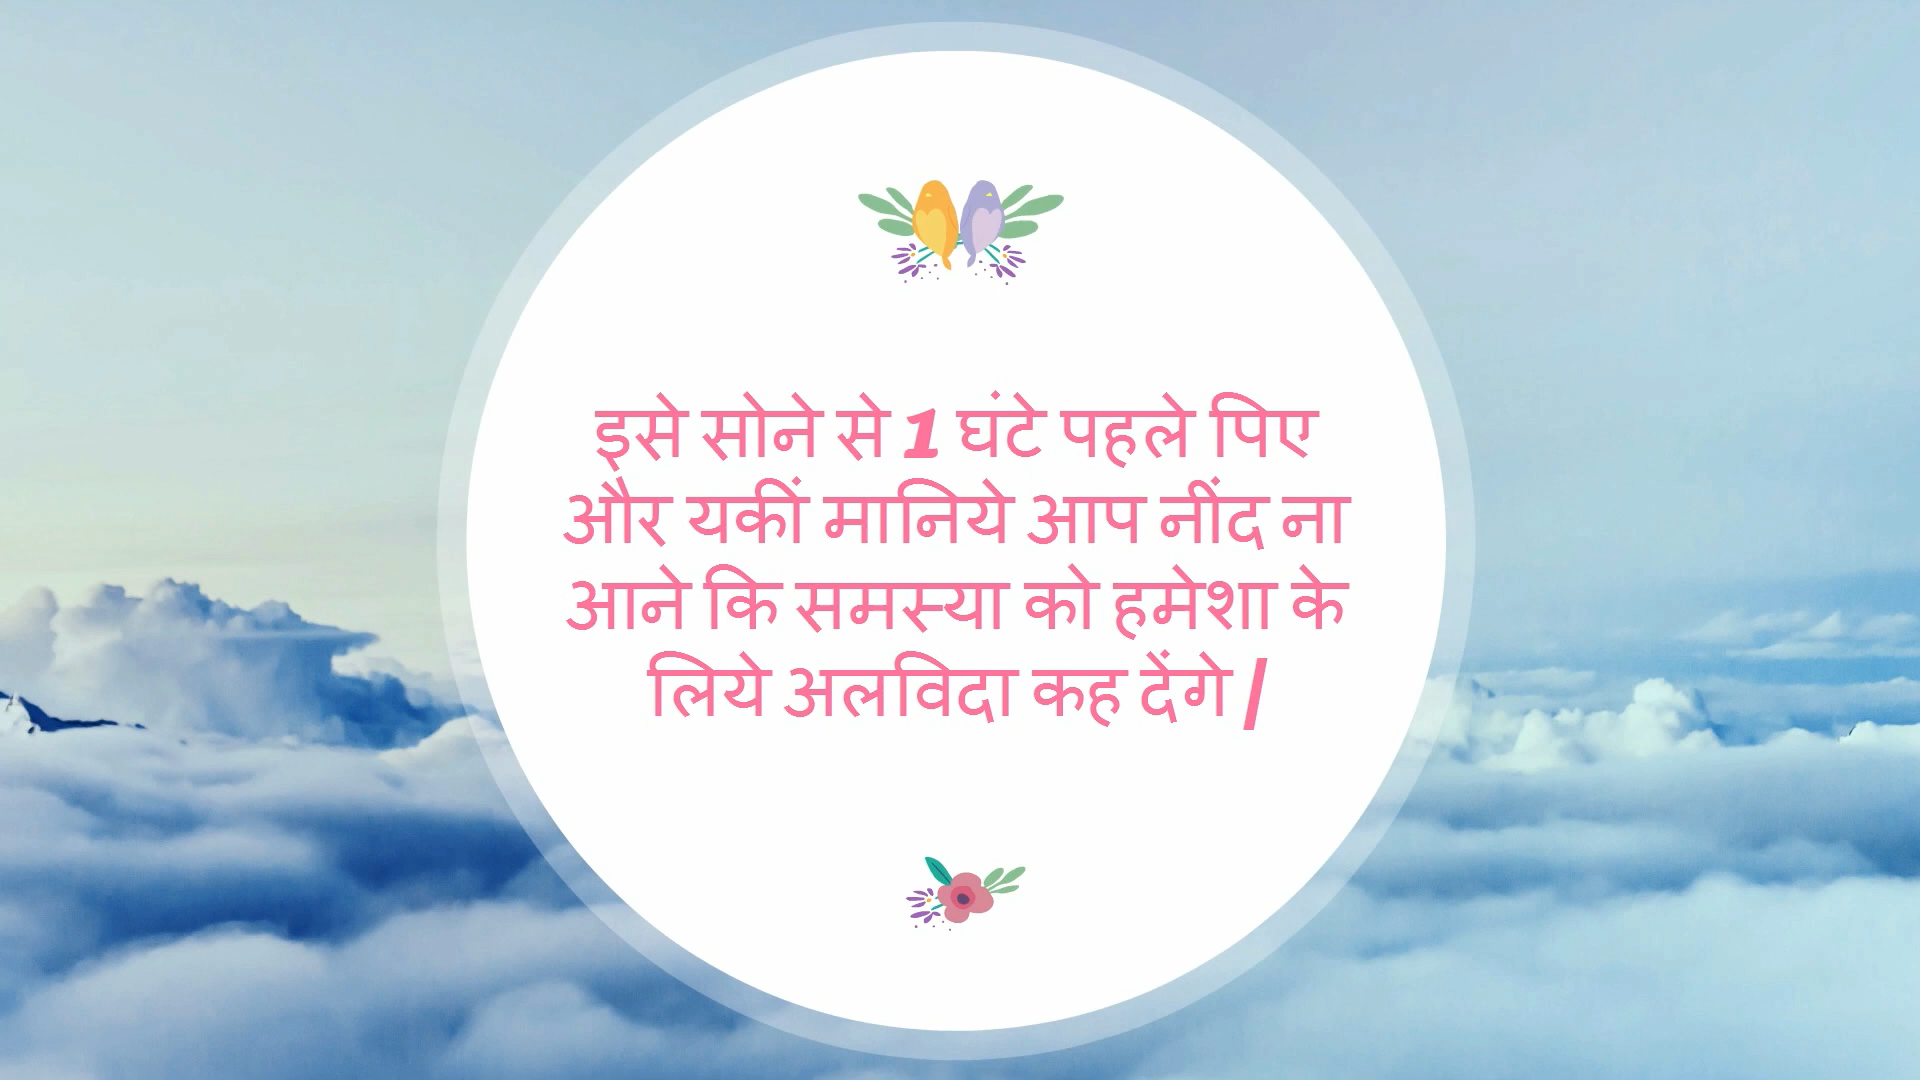 इसे सोने से 1 घंटे पहले पिए
और यकीं मानिये आप नींद ना
आने कि समस्या को हमेशा के
लिये अलविदा कह देंगे |